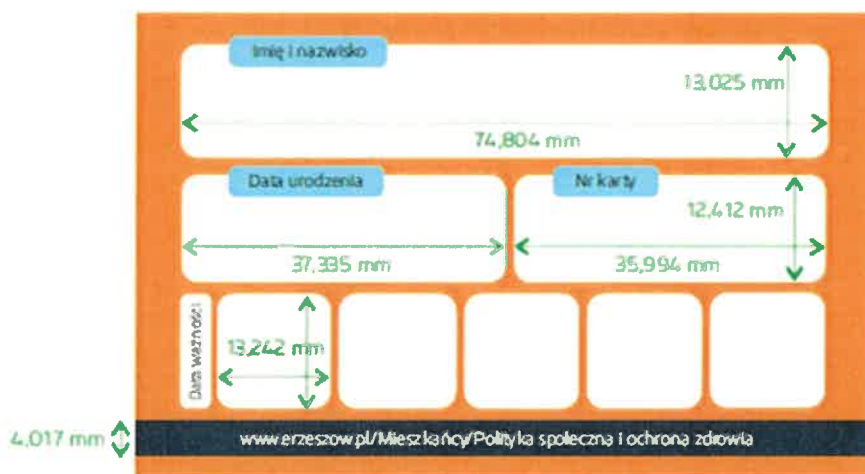 Imię i nazwisko
13,025 mm
74,804 mm
Data urodzenia
Nr karty
12,412 mm
37,335 mm
35,994 mm
Data ważności
13,242 mm
4,017 mm
www.erzeszow.pl/Mieszkańcy/Polityka społeczna i ochrona zdrowia